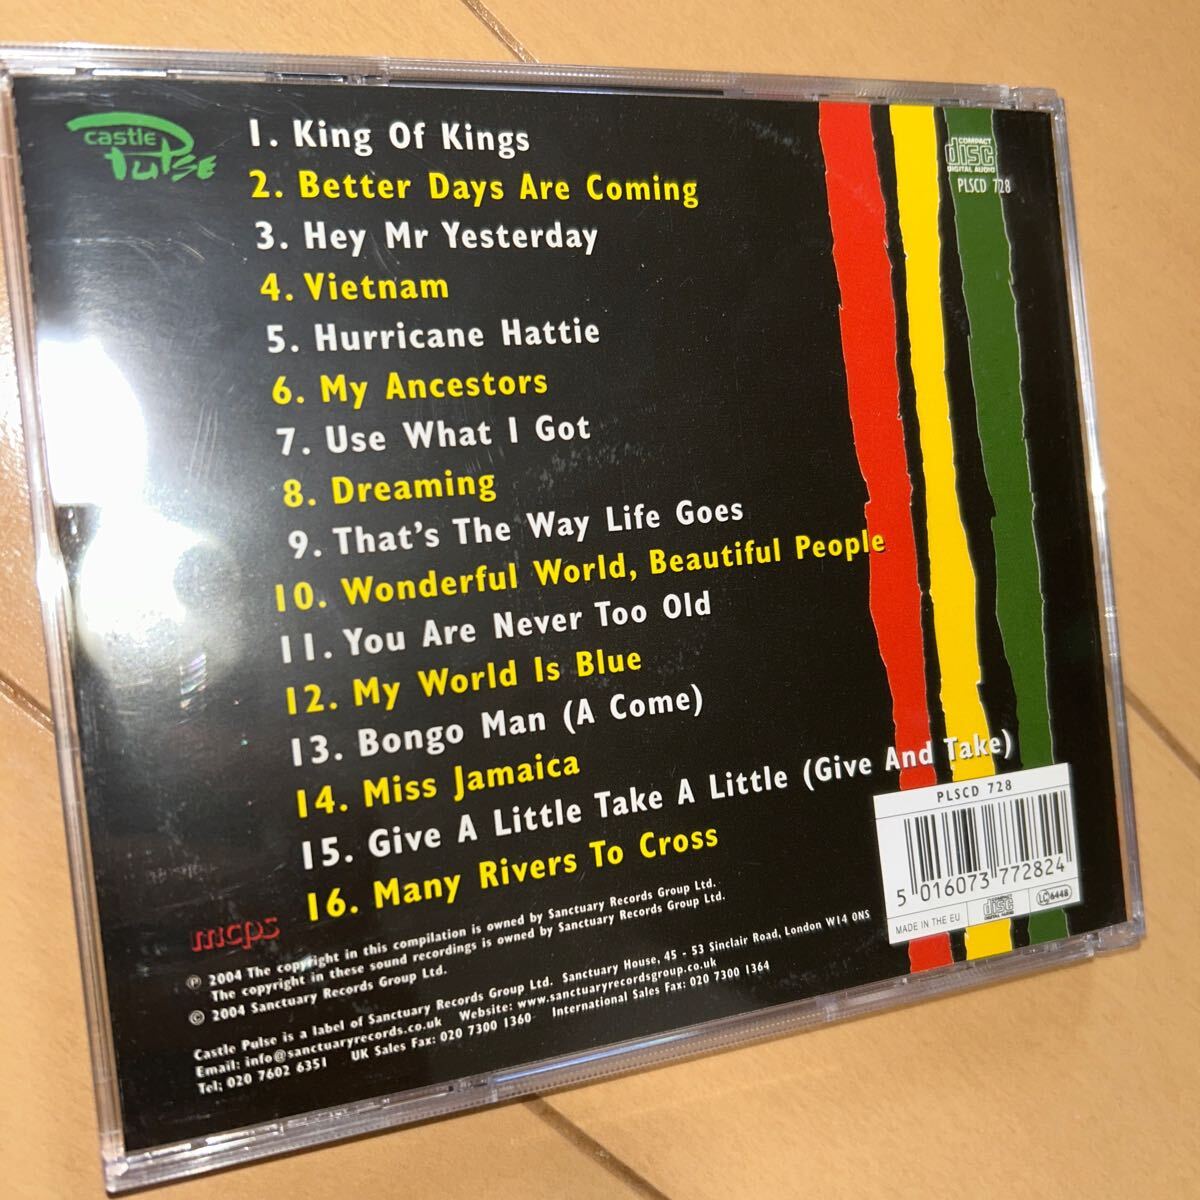 castle
Pulse
1. King Of Kings
2. Better Days Are Coming
3. Hey Mr Yesterday
4. Vietnam
5. Hurricane Hattie
6. My Ancestors
7. Use What I Got
8. Dreaming
9. That's The Way Life Goes
10. Wonderful World, Beautiful People
11. You Are Never Too Old
12. My World Is Blue
13. Bongo Man (A Come)
14. Miss Jamaica
15. Give A Little Take A Little (Give And Take)
16. Many Rivers To Cross
COMPACT
disc
DIGITAL AUDIO
PLSCD 728
PLSCD 728
5 016073 772824
MADE IN THE EU
COMPACT
disc
DIGITAL AUDIO
LC 6448
mcps
℗ 2004 The copyright in this compilation is owned by Sanctuary Records Group Ltd.
The copyright in these sound recordings is owned by Sanctuary Records Group Ltd.
© 2004 Sanctuary Records Group Ltd.
Castle Pulse is a label of Sanctuary Records Group Ltd. Sanctuary House, 45 - 53 Sinclair Road, London W14 0NS
Email: info@sanctuaryrecords.co.uk Website: www.sanctuaryrecordsgroup.co.uk
Tel: 020 7602 6351 UK Sales Fax: 020 7300 1360 International Sales Fax: 020 7300 1364